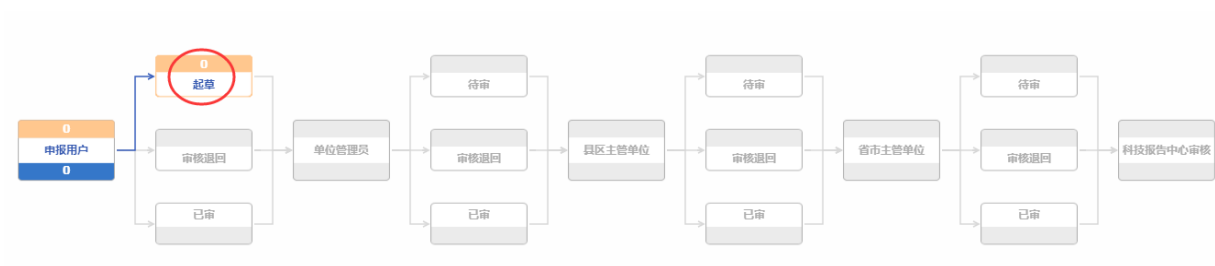 0
申报用户
0
0
起草
审核退回
已审
单位管理员
待审
审核退回
已审
县区主管单位
待审
审核退回
已审
省市主管单位
待审
审核退回
已审
科技报告中心审核